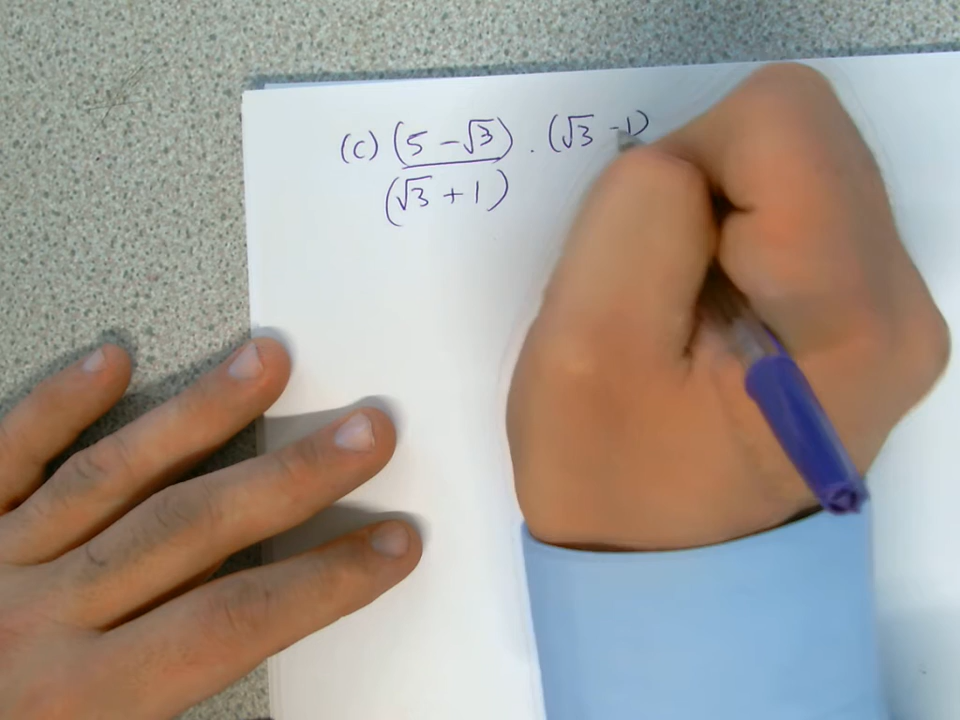 (c) (5 - √3) . (√3 - 1)
(√3 + 1)